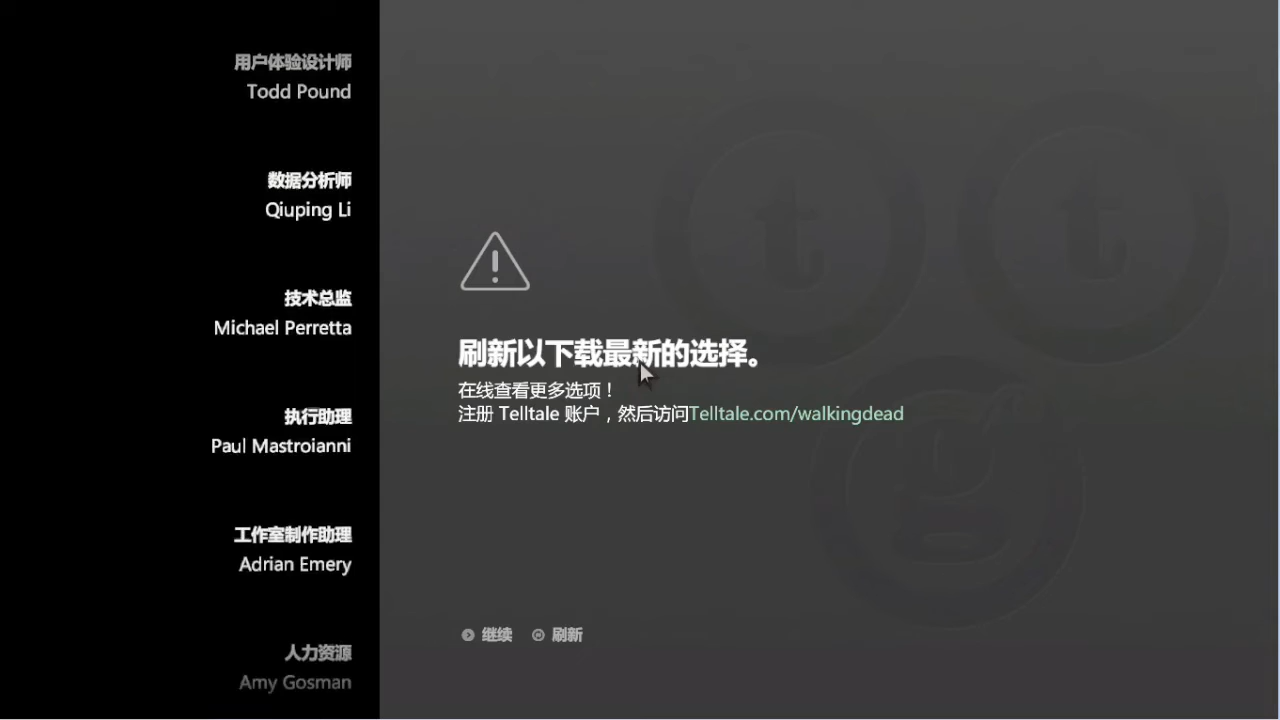 用户体验设计师
Todd Pound
数据分析师
Qiuping Li
技术总监
Michael Perretta
执行助理
Paul Mastroianni
工作室制作助理
Adrian Emery
人力资源
Amy Gosman
刷新以下载最新的选择。
在线查看更多选项！
注册 Telltale 账户，然后访问Telltale.com/walkingdead
继续 刷新
t t g